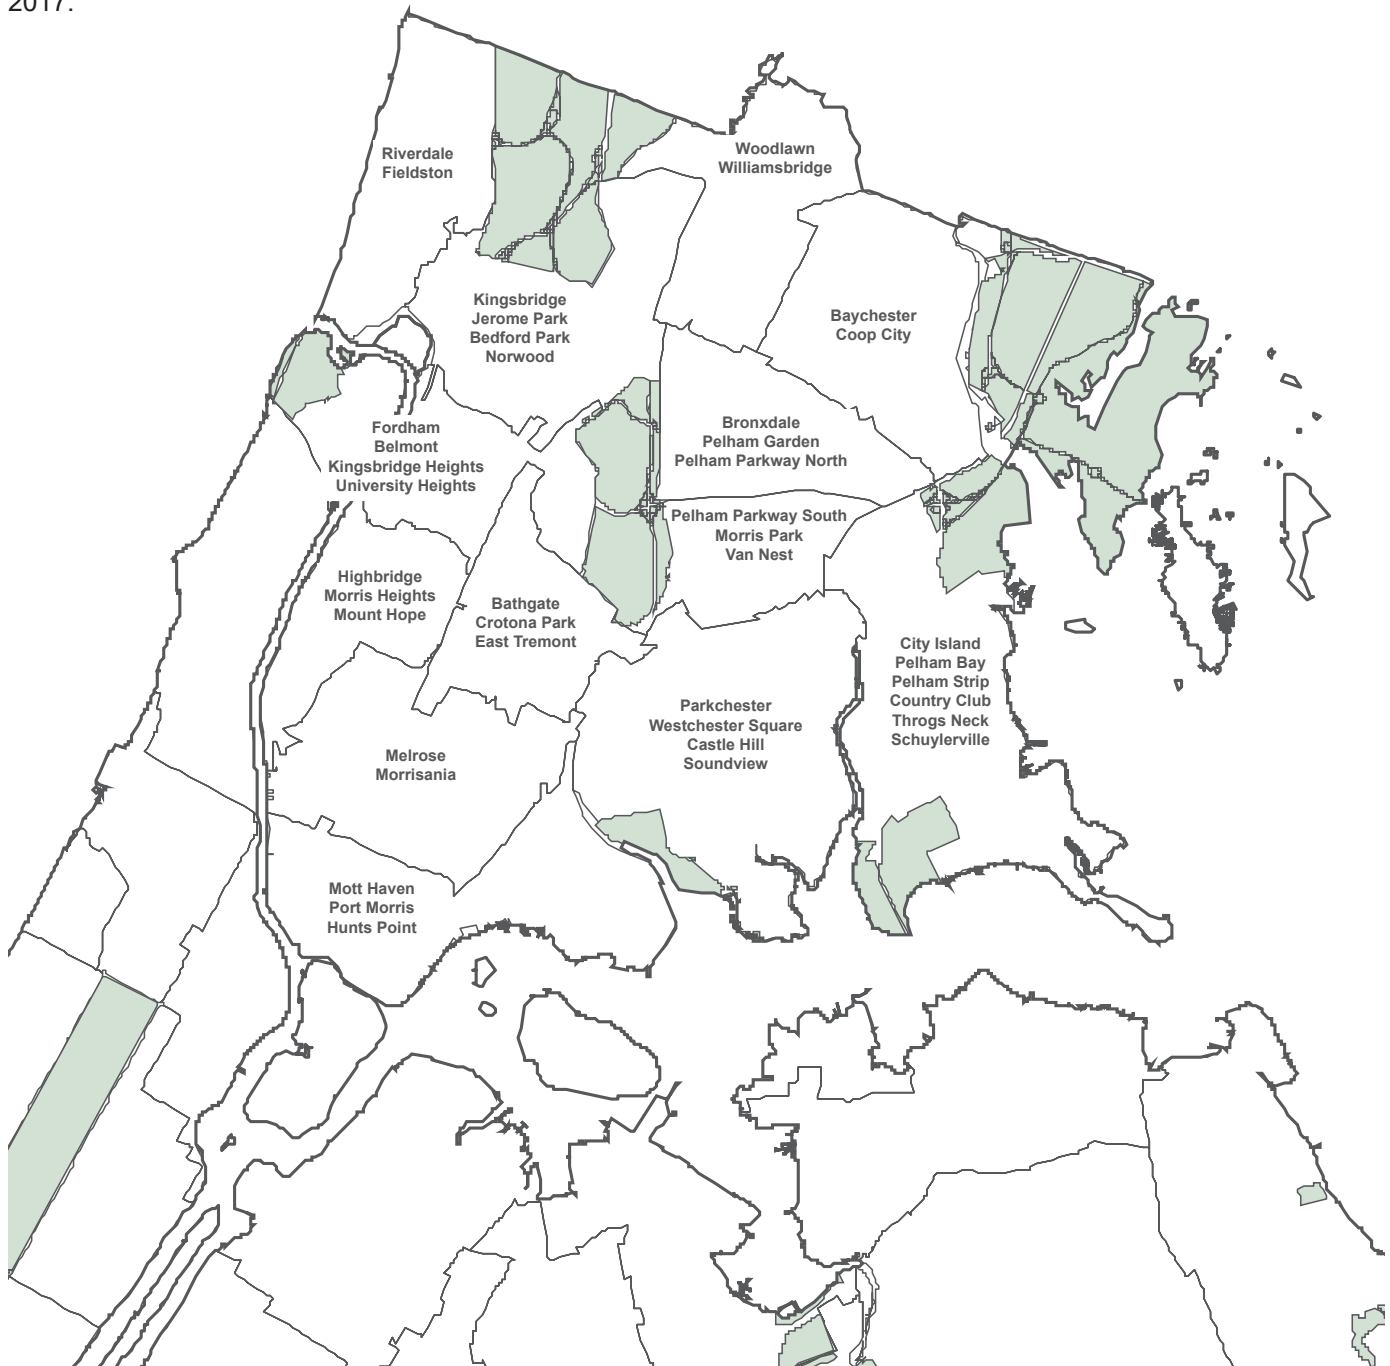 2017.
Woodlawn
Williamsbridge
Riverdale
Fieldston
Kingsbridge
Jerome Park
Bedford Park
Norwood
Baychester
Coop City
Fordham
Belmont
Kingsbridge Heights
University Heights
Bronxdale
Pelham Garden
Pelham Parkway North
Pelham Parkway South
Morris Park
Van Nest
Highbridge
Morris Heights
Mount Hope
Bathgate
Crotona Park
East Tremont
City Island
Pelham Bay
Pelham Strip
Country Club
Throgs Neck
Schuylerville
Parkchester
Westchester Square
Castle Hill
Soundview
Melrose
Morrisania
Mott Haven
Port Morris
Hunts Point